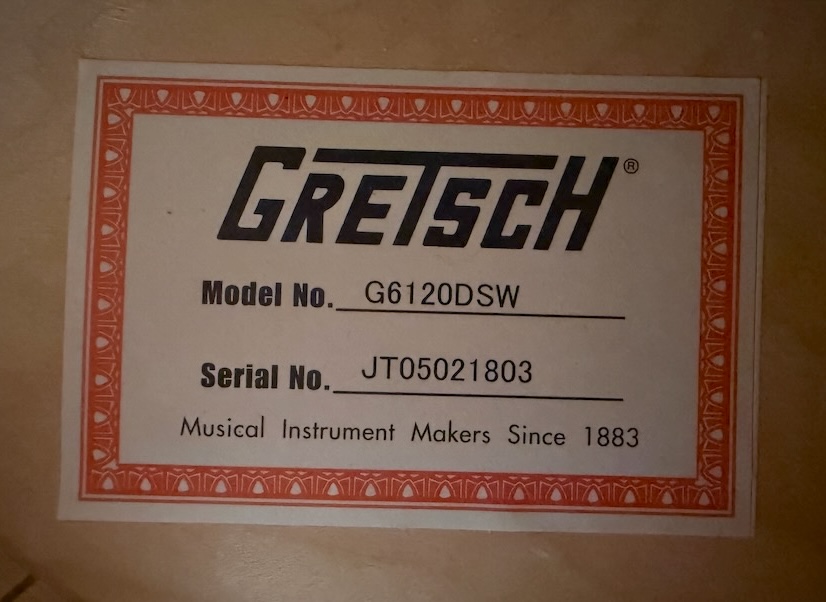 GRETSCH®
Model No. G6120DSW
Serial No. JT05021803
Musical Instrument Makers Since 1883